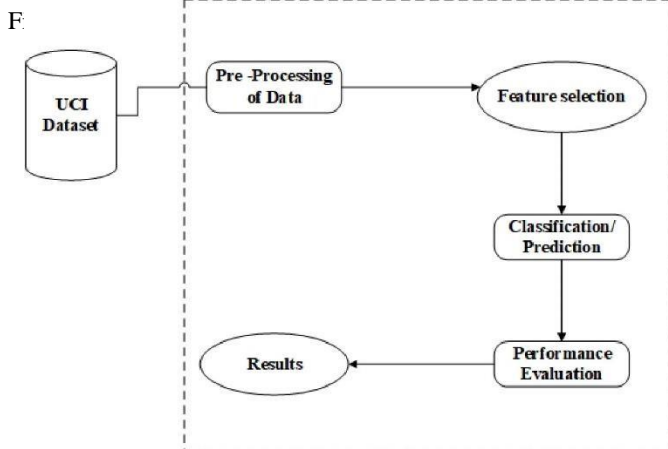 F
UCI
Dataset
Pre -Processing
of Data
Feature selection
Classification/
Prediction
Performance
Evaluation
Results